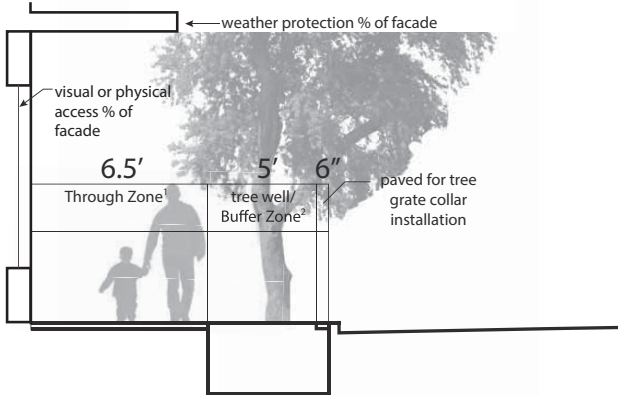 weather protection % of facade
visual or physical
access % of
facade
6.5′
5′
6″
Through Zone¹
tree well/
Buffer Zone²
paved for tree
grate collar
installation